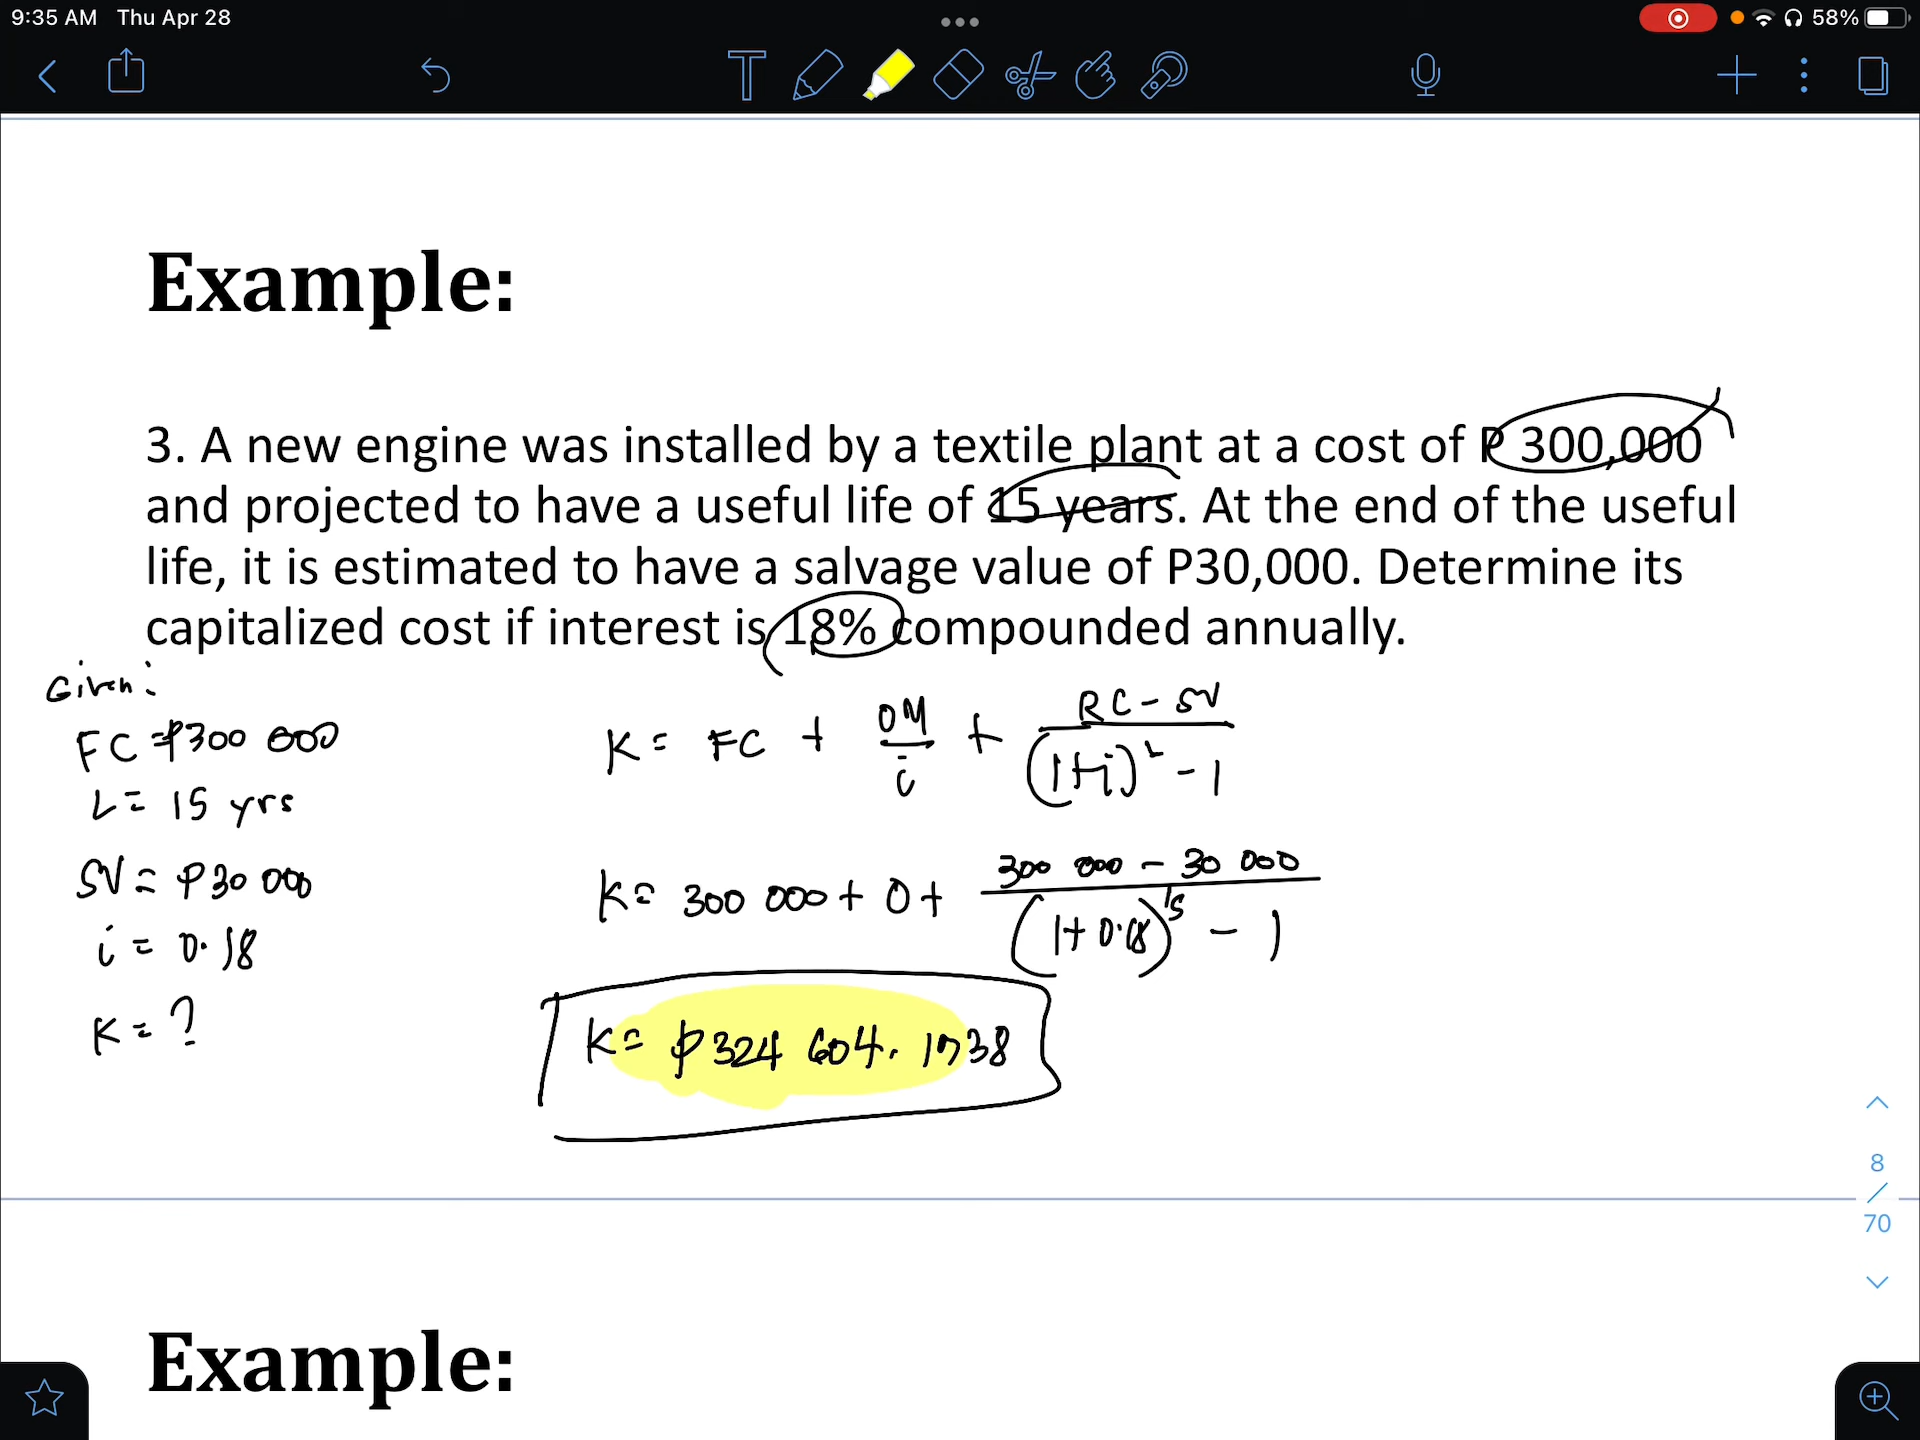 9:35 AM Thu Apr 28
58%
T
Example:
3. A new engine was installed by a textile plant at a cost of P 300,000
and projected to have a useful life of 15 years. At the end of the useful
life, it is estimated to have a salvage value of P30,000. Determine its
capitalized cost if interest is 18% compounded annually.
Given:
FC = ₱300 000
L = 15 yrs
SV = ₱30 000
i = 0.18
K = ?
K = FC + OM/i + (RC - SV)/((1+i)^L - 1)
K = 300 000 + 0 + (300 000 - 30 000)/((1+0.18)^15 - 1)
K = ₱324 604.1738
8
/
70
Example: